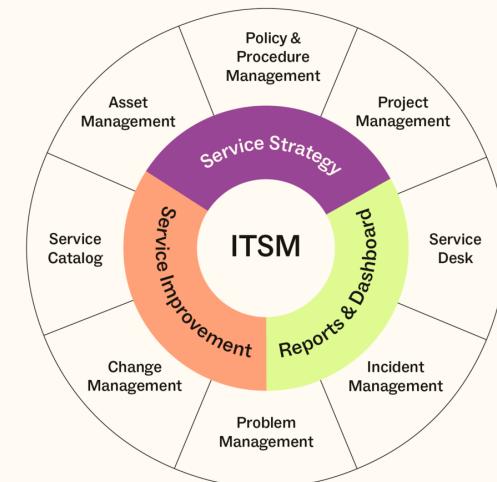 Policy &
Procedure
Management
Asset
Management
Project
Management
Service Strategy
Service
Catalog
Service Improvement
ITSM
Reports & Dashboard
Service
Desk
Change
Management
Incident
Management
Problem
Management